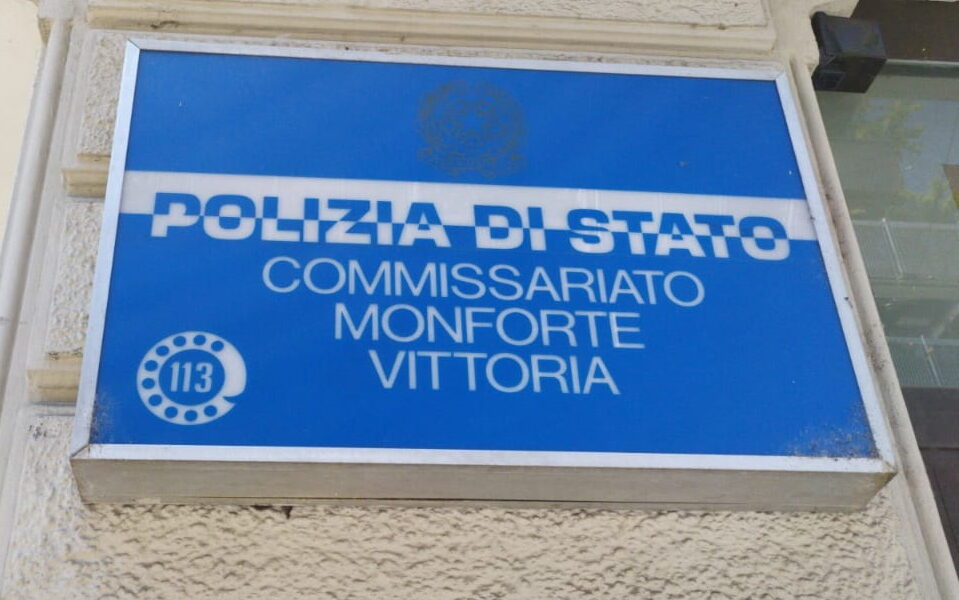 POLIZIA DI STATO
COMMISSARIATO
MONFORTE
VITTORIA
113